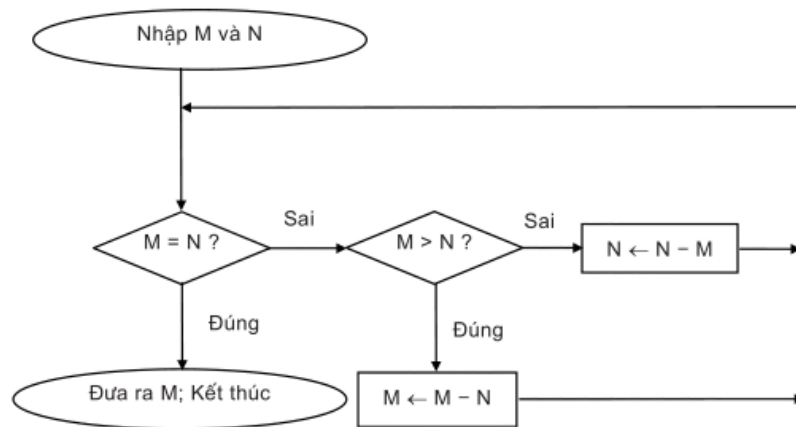 Nhập M và N
Sai
Sai
M = N ?
M > N ?
N ← N − M
Đúng
Đúng
Đưa ra M; Kết thúc
M ← M − N